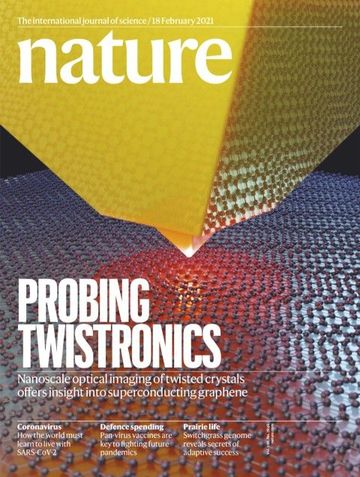 The international journal of science / 18 February 2021
nature
PROBING
TWISTRONICS
Nanoscale optical imaging of twisted crystals
offers insight into superconducting graphene
Coronavirus
How the world must
learn to live with
SARS-CoV-2
Defence spending
Pan-virus vaccines are
key to fighting future
pandemics
Prairie life
Switchgrass genome
reveals secrets of
adaptive success